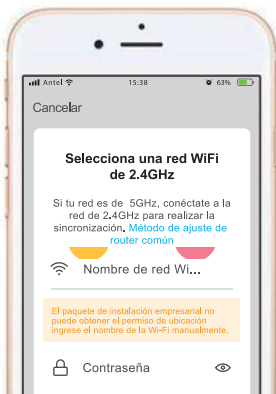 Antel 15:38 63%
Cancelar
Selecciona una red WiFi
de 2.4GHz
Si tu red es de 5GHz, conéctate a la
red de 2.4GHz para realizar la
sincronización. Método de ajuste de
router común
Nombre de red Wi...
El paquete de instalación empresarial no
puede obtener el permiso de ubicación
ingrese el nombre de la Wi-Fi manualmente.
Contraseña